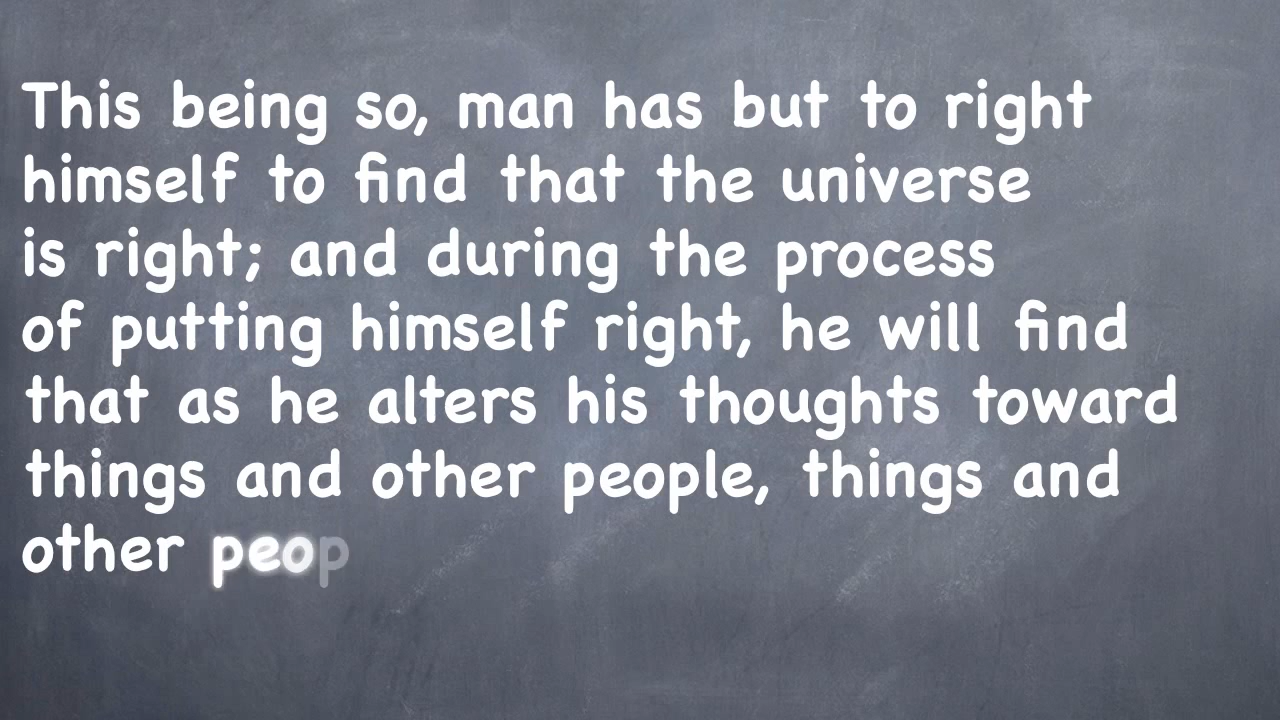 This being so, man has but to right
himself to find that the universe
is right; and during the process
of putting himself right, he will find
that as he alters his thoughts toward
things and other people, things and
other peop